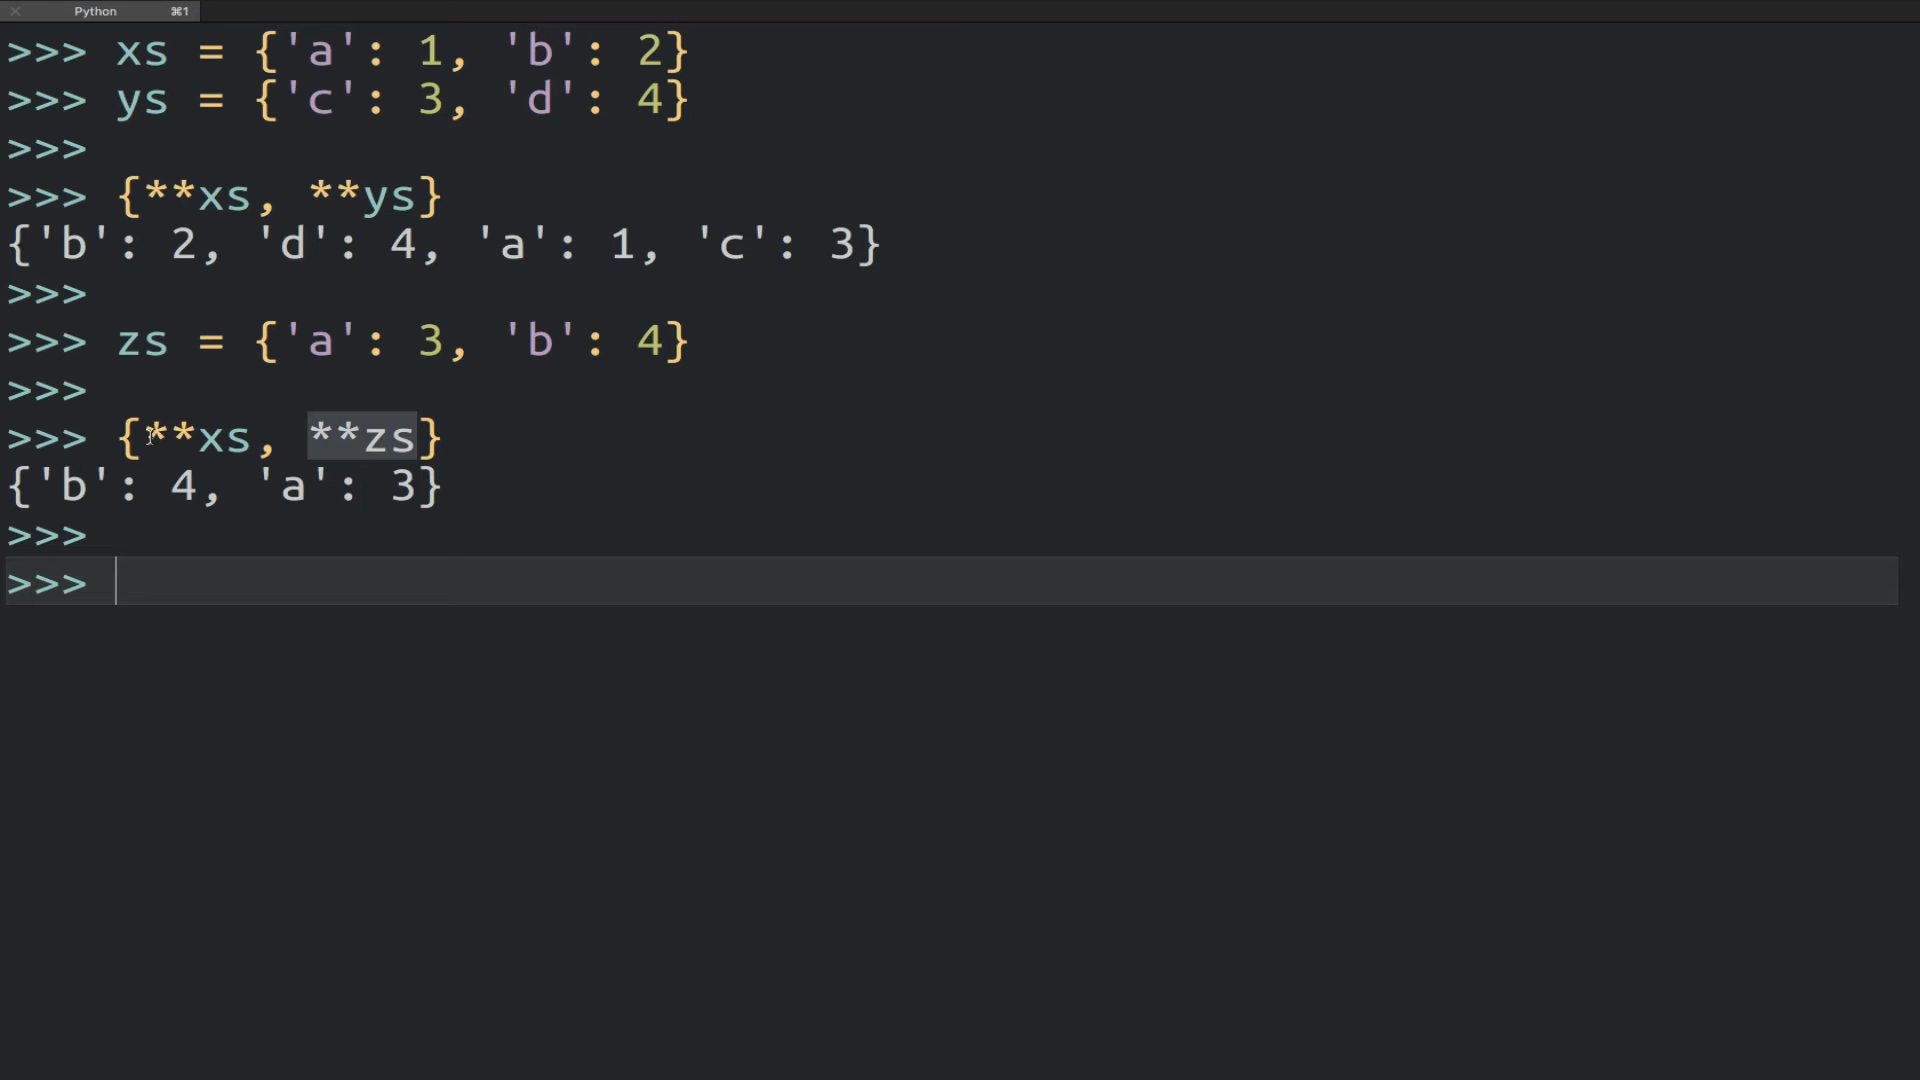 Python ⌘1
>>> xs = {'a': 1, 'b': 2}
>>> ys = {'c': 3, 'd': 4}
>>>
>>> {**xs, **ys}
{'b': 2, 'd': 4, 'a': 1, 'c': 3}
>>>
>>> zs = {'a': 3, 'b': 4}
>>>
>>> {**xs, **zs}
{'b': 4, 'a': 3}
>>>
>>>